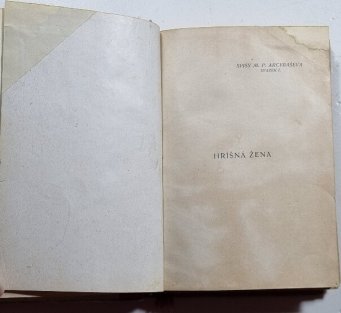 SPISY M. P. ARCYBAŠEVA
HŘÍŠNÁ ŽENA